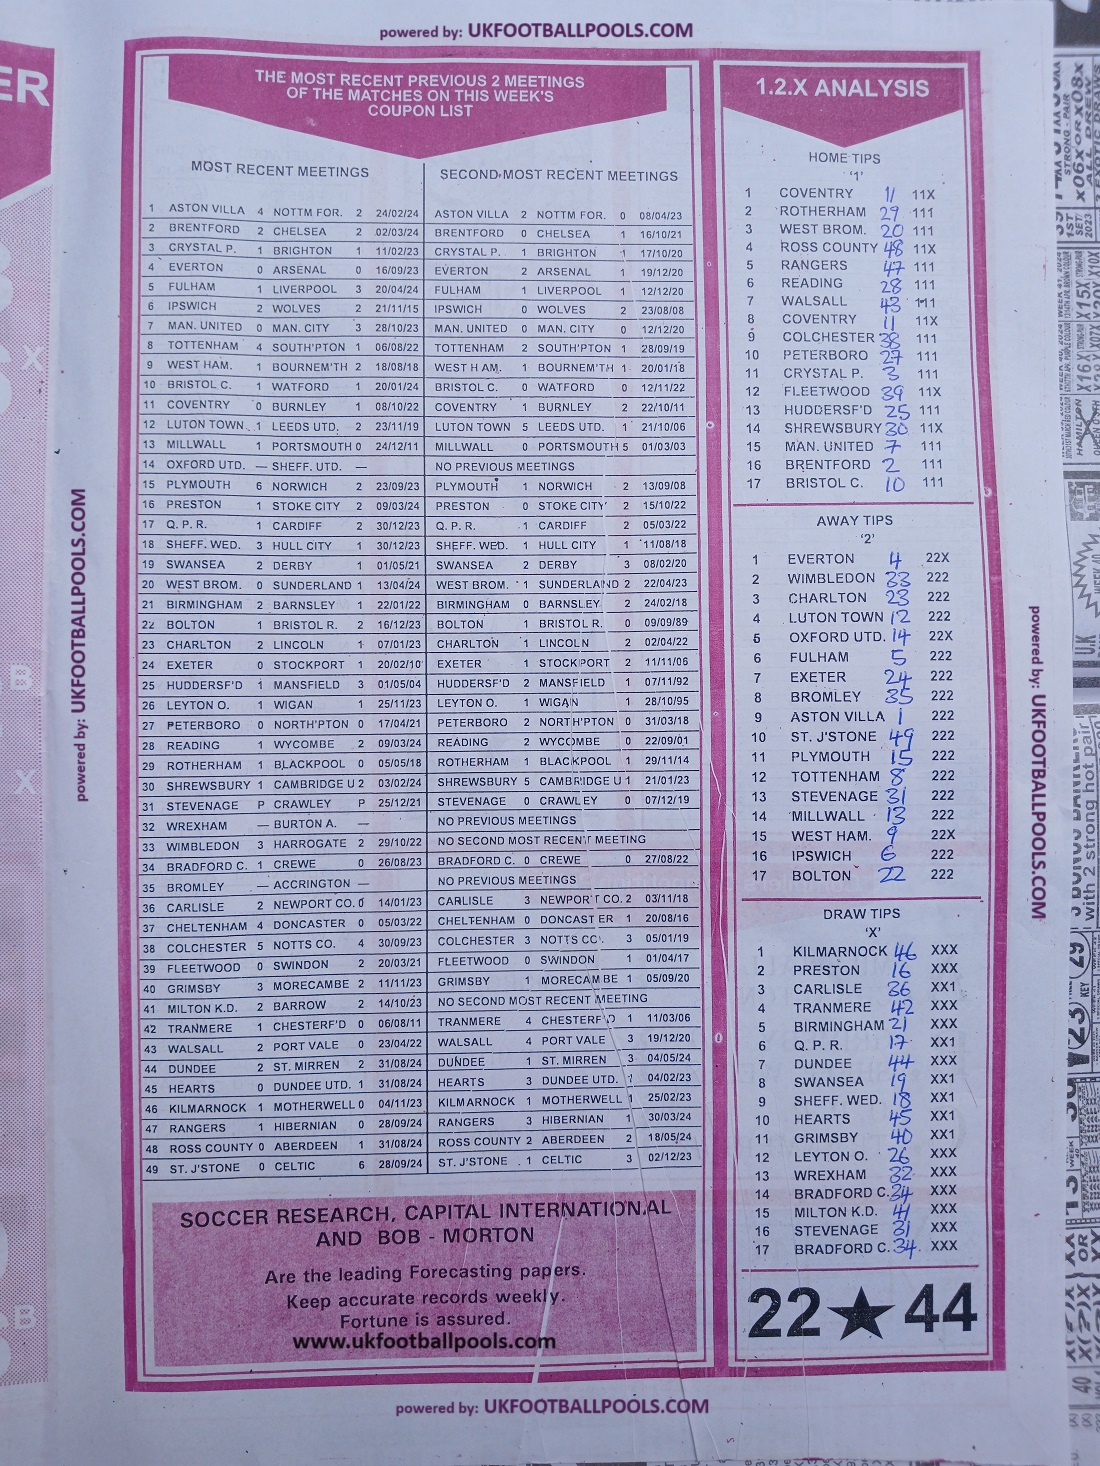 powered by: UKFOOTBALLPOOLS.COM
ER
THE MOST RECENT PREVIOUS 2 MEETINGS
OF THE MATCHES ON THIS WEEK'S
COUPON LIST
MOST RECENT MEETINGS SECOND-MOST RECENT MEETINGS
1 ASTON VILLA 4 NOTTM FOR. 2 24/02/24 ASTON VILLA 2 NOTTM FOR. 0 08/04/23
2 BRENTFORD 2 CHELSEA 2 02/03/24 BRENTFORD 0 CHELSEA 1 16/10/21
3 CRYSTAL P. 1 BRIGHTON 1 11/02/23 CRYSTAL P. 1 BRIGHTON 1 17/10/20
4 EVERTON 0 ARSENAL 0 16/09/23 EVERTON 2 ARSENAL 1 19/12/20
5 FULHAM 1 LIVERPOOL 3 20/04/24 FULHAM 1 LIVERPOOL 1 12/12/20
6 IPSWICH 2 WOLVES 2 21/11/15 IPSWICH 0 WOLVES 2 23/08/08
7 MAN. UNITED 0 MAN. CITY 3 28/10/23 MAN. UNITED 0 MAN. CITY 0 12/12/20
8 TOTTENHAM 4 SOUTH'PTON 1 06/08/22 TOTTENHAM 2 SOUTH'PTON 1 28/09/19
9 WEST HAM. 1 BOURNEM'TH 2 18/08/18 WEST HAM. 1 BOURNEM'TH 1 20/01/18
10 BRISTOL C. 1 WATFORD 1 20/01/24 BRISTOL C. 0 WATFORD 0 12/11/22
11 COVENTRY 0 BURNLEY 1 08/10/22 COVENTRY 1 BURNLEY 2 22/10/11
12 LUTON TOWN 1 LEEDS UTD. 2 23/11/19 LUTON TOWN 5 LEEDS UTD. 1 21/10/06
13 MILLWALL 1 PORTSMOUTH 0 24/12/11 MILLWALL 0 PORTSMOUTH 5 01/03/03
14 OXFORD UTD. — SHEFF. UTD. — NO PREVIOUS MEETINGS
15 PLYMOUTH 6 NORWICH 2 23/09/23 PLYMOUTH 1 NORWICH 2 13/09/08
16 PRESTON 1 STOKE CITY 2 09/03/24 PRESTON 0 STOKE CITY 2 15/10/22
17 Q. P. R. 1 CARDIFF 2 30/12/23 Q. P. R. 1 CARDIFF 2 05/03/22
18 SHEFF. WED. 3 HULL CITY 1 30/12/23 SHEFF. WED. 1 HULL CITY 1 11/08/18
19 SWANSEA 2 DERBY 1 01/05/21 SWANSEA 2 DERBY 3 08/02/20
20 WEST BROM. 0 SUNDERLAND 1 13/04/24 WEST BROM. 1 SUNDERLAND 2 22/04/23
21 BIRMINGHAM 2 BARNSLEY 1 22/01/22 BIRMINGHAM 0 BARNSLEY 2 24/02/18
22 BOLTON 1 BRISTOL R. 2 16/12/23 BOLTON 1 BRISTOL R. 0 09/09/89
23 CHARLTON 2 LINCOLN 1 07/01/23 CHARLTON 1 LINCOLN 2 02/04/22
24 EXETER 0 STOCKPORT 1 20/02/10 EXETER 1 STOCKPORT 2 11/11/06
25 HUDDERSF'D 1 MANSFIELD 3 01/05/04 HUDDERSF'D 2 MANSFIELD 1 07/11/92
26 LEYTON O. 1 WIGAN 1 25/11/23 LEYTON O. 1 WIGAN 1 28/10/95
27 PETERBORO 0 NORTH'PTON 0 17/04/21 PETERBORO 2 NORTH'PTON 0 31/03/18
28 READING 1 WYCOMBE 2 09/03/24 READING 2 WYCOMBE 0 22/09/01
29 ROTHERHAM 1 BLACKPOOL 0 05/05/18 ROTHERHAM 1 BLACKPOOL 1 29/11/14
30 SHREWSBURY 1 CAMBRIDGE U 2 03/02/24 SHREWSBURY 5 CAMBRIDGE U 1 21/01/23
31 STEVENAGE P CRAWLEY P 25/12/21 STEVENAGE 0 CRAWLEY 0 07/12/19
32 WREXHAM — BURTON A. — NO PREVIOUS MEETINGS
33 WIMBLEDON 3 HARROGATE 2 29/10/22 NO SECOND MOST RECENT MEETING
34 BRADFORD C. 1 CREWE 0 26/08/23 BRADFORD C. 0 CREWE 0 27/08/22
35 BROMLEY — ACCRINGTON — NO PREVIOUS MEETINGS
36 CARLISLE 2 NEWPORT CO. 0 14/01/23 CARLISLE 3 NEWPORT CO. 2 03/11/18
37 CHELTENHAM 4 DONCASTER 0 05/03/22 CHELTENHAM 0 DONCASTER 1 20/08/16
38 COLCHESTER 5 NOTTS CO. 4 30/09/23 COLCHESTER 3 NOTTS CO. 3 05/01/19
39 FLEETWOOD 0 SWINDON 2 20/03/21 FLEETWOOD 0 SWINDON 1 01/04/17
40 GRIMSBY 3 MORECAMBE 2 11/11/23 GRIMSBY 1 MORECAMBE 1 05/09/20
41 MILTON K.D. 2 BARROW 2 14/10/23 NO SECOND MOST RECENT MEETING
42 TRANMERE 1 CHESTERF'D 0 06/08/11 TRANMERE 4 CHESTERF'D 1 11/03/06
43 WALSALL 2 PORT VALE 0 23/04/22 WALSALL 4 PORT VALE 3 19/12/20
44 DUNDEE 2 ST. MIRREN 2 31/08/24 DUNDEE 1 ST. MIRREN 3 04/05/24
45 HEARTS 0 DUNDEE UTD. 1 31/08/24 HEARTS 3 DUNDEE UTD. 1 04/02/23
46 KILMARNOCK 1 MOTHERWELL 0 04/11/23 KILMARNOCK 1 MOTHERWELL 1 25/02/23
47 RANGERS 1 HIBERNIAN 0 28/09/24 RANGERS 3 HIBERNIAN 1 30/03/24
48 ROSS COUNTY 0 ABERDEEN 1 31/08/24 ROSS COUNTY 2 ABERDEEN 2 18/05/24
49 ST. J'STONE 0 CELTIC 6 28/09/24 ST. J'STONE 1 CELTIC 3 02/12/23
SOCCER RESEARCH, CAPITAL INTERNATIONAL
AND BOB - MORTON
Are the leading Forecasting papers.
Keep accurate records weekly.
Fortune is assured.
www.ukfootballpools.com
1.2.X ANALYSIS
HOME TIPS
'1'
1 COVENTRY 11 11X
2 ROTHERHAM 29 111
3 WEST BROM. 20 111
4 ROSS COUNTY 48 11X
5 RANGERS 47 111
6 READING 28 111
7 WALSALL 43 111
8 COVENTRY 11 11X
9 COLCHESTER 38 111
10 PETERBORO 27 111
11 CRYSTAL P. 3 111
12 FLEETWOOD 39 11X
13 HUDDERSF'D 25 111
14 SHREWSBURY 30 11X
15 MAN. UNITED 7 111
16 BRENTFORD 2 111
17 BRISTOL C. 10 111
AWAY TIPS
'2'
1 EVERTON 4 22X
2 WIMBLEDON 33 222
3 CHARLTON 23 222
4 LUTON TOWN 12 222
5 OXFORD UTD. 14 22X
6 FULHAM 5 222
7 EXETER 24 222
8 BROMLEY 35 222
9 ASTON VILLA 1 222
10 ST. J'STONE 49 222
11 PLYMOUTH 15 222
12 TOTTENHAM 8 222
13 STEVENAGE 31 222
14 MILLWALL 13 222
15 WEST HAM. 9 22X
16 IPSWICH 6 222
17 BOLTON 22 222
DRAW TIPS
'X'
1 KILMARNOCK 46 XXX
2 PRESTON 16 XXX
3 CARLISLE 36 XX1
4 TRANMERE 42 XXX
5 BIRMINGHAM 21 XXX
6 Q. P. R. 17 XX1
7 DUNDEE 44 XXX
8 SWANSEA 19 XX1
9 SHEFF. WED. 18 XX1
10 HEARTS 45 XX1
11 GRIMSBY 40 XX1
12 LEYTON O. 26 XXX
13 WREXHAM 32 XXX
14 BRADFORD C. 34 XXX
15 MILTON K.D. 41 XXX
16 STEVENAGE 31 XXX
17 BRADFORD C. 34 XXX
22 ★ 44
powered by: UKFOOTBALLPOOLS.COM
powered by: UKFOOTBALLPOOLS.COM
powered by: UKFOOTBALLPOOLS.COM